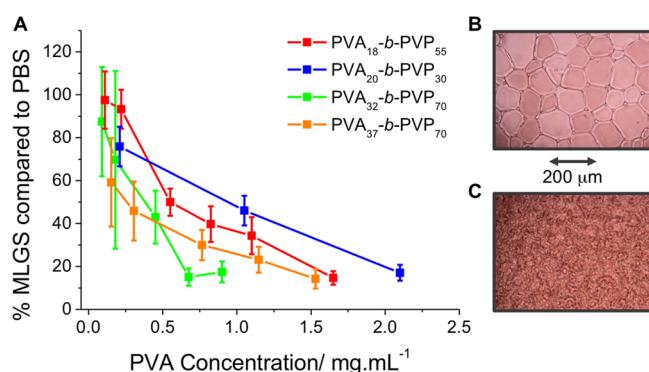 A
% MLGS compared to PBS
120
100
80
60
40
20
0
0.0 0.5 1.0 1.5 2.0 2.5
PVA Concentration/ mg.mL⁻¹
PVA₁₈-b-PVP₅₅
PVA₂₀-b-PVP₃₀
PVA₃₂-b-PVP₇₀
PVA₃₇-b-PVP₇₀
B
200 µm
C